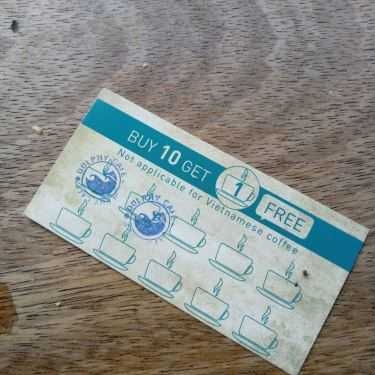 BUY 10 GET 1 FREE
Not applicable for Vietnamese coffee